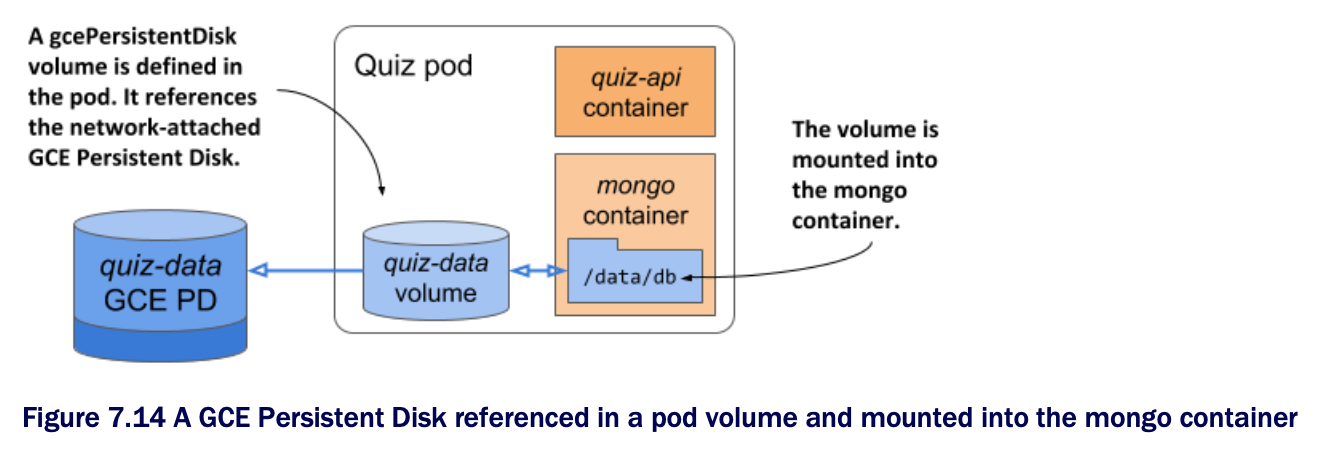 A gcePersistentDisk
volume is defined in
the pod. It references
the network-attached
GCE Persistent Disk.
Quiz pod
quiz-api
container
mongo
container
/data/db
The volume is
mounted into
the mongo
container.
quiz-data
GCE PD
quiz-data
volume
Figure 7.14 A GCE Persistent Disk referenced in a pod volume and mounted into the mongo container